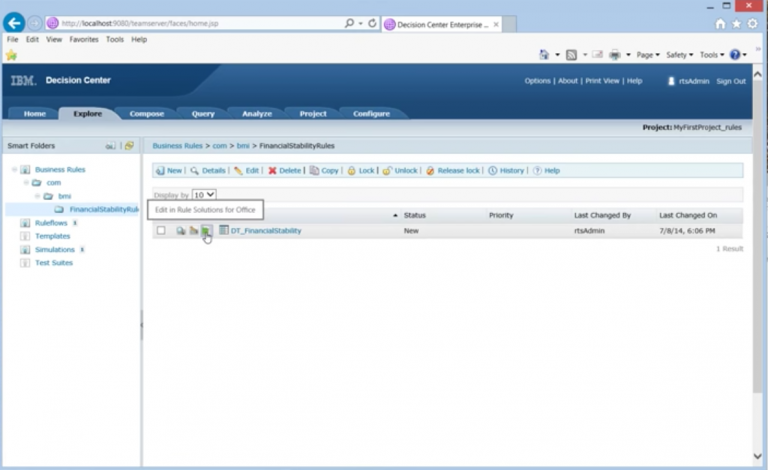 http://localhost:9080/teamserver/faces/home.jsp
Decision Center Enterprise ...
File Edit View Favorites Tools Help
Page Safety Tools
IBM. Decision Center
Options | About | Print View | Help
rtsAdmin Sign Out
Home Explore Compose Query Analyze Project Configure
Project: MyFirstProject_rules
Smart Folders
Business Rules > com > bmi > FinancialStabilityRules
Business Rules
com
bmi
FinancialStabilityRul
Ruleflows
Templates
Simulations
Test Suites
New | Details | Edit | Delete | Copy | Lock | Unlock | Release lock | History | Help
Display by 10
Edit in Rule Solutions for Office
Status Priority Last Changed By Last Changed On
DT_FinancialStability New rtsAdmin 7/8/14, 6:06 PM
1 Result